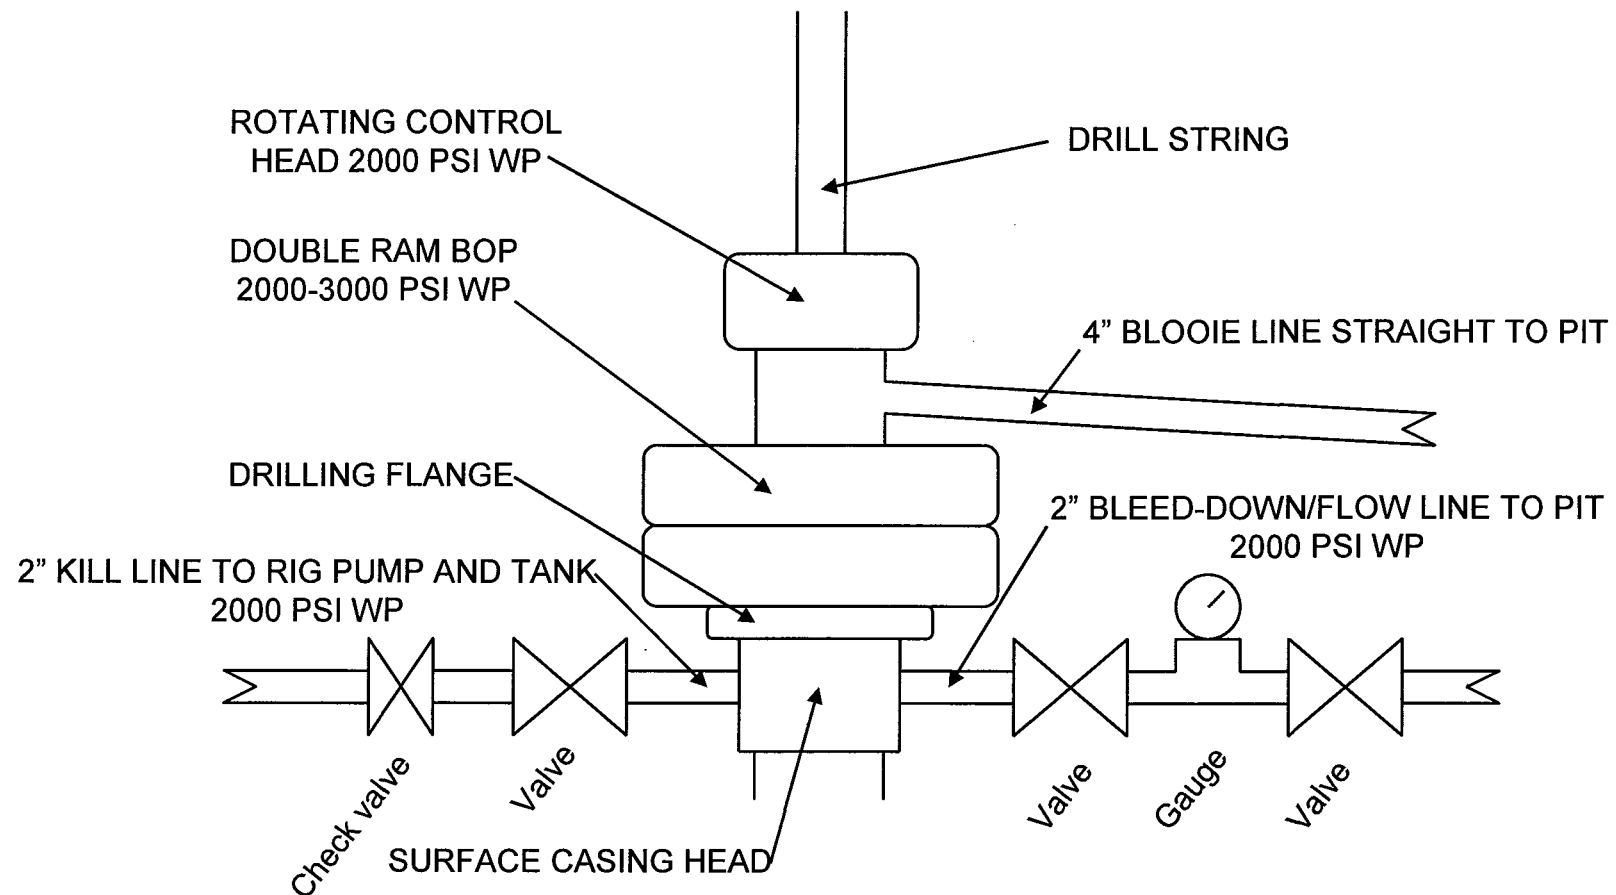 ROTATING CONTROL
HEAD 2000 PSI WP
DRILL STRING
DOUBLE RAM BOP
2000-3000 PSI WP
4” BLOOIE LINE STRAIGHT TO PIT
DRILLING FLANGE
2” BLEED-DOWN/FLOW LINE TO PIT
2000 PSI WP
2” KILL LINE TO RIG PUMP AND TANK
2000 PSI WP
Check valve
Valve
Valve
Gauge
Valve
SURFACE CASING HEAD